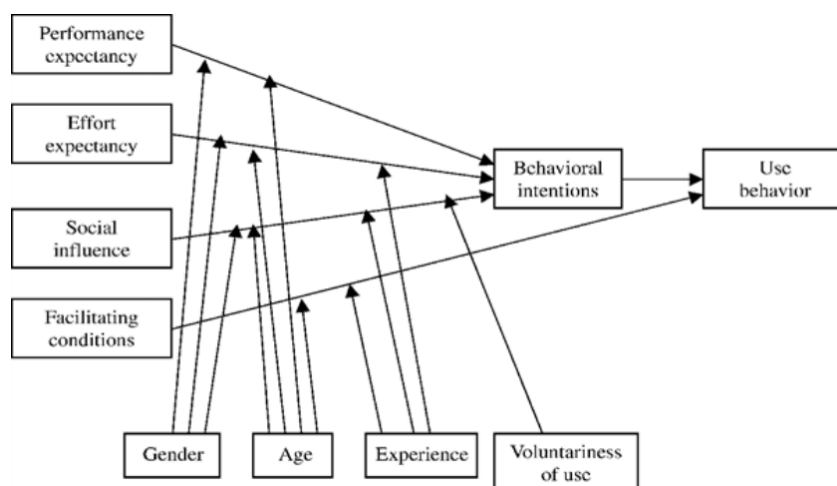 Performance
expectancy
Effort
expectancy
Social
influence
Facilitating
conditions
Behavioral
intentions
Use
behavior
Gender
Age
Experience
Voluntariness
of use